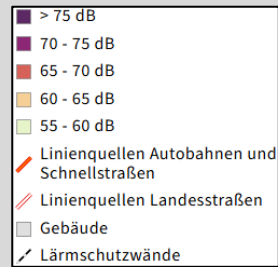 > 75 dB
70 - 75 dB
65 - 70 dB
60 - 65 dB
55 - 60 dB
Linienquellen Autobahnen und
Schnellstraßen
Linienquellen Landesstraßen
Gebäude
Lärmschutzwände